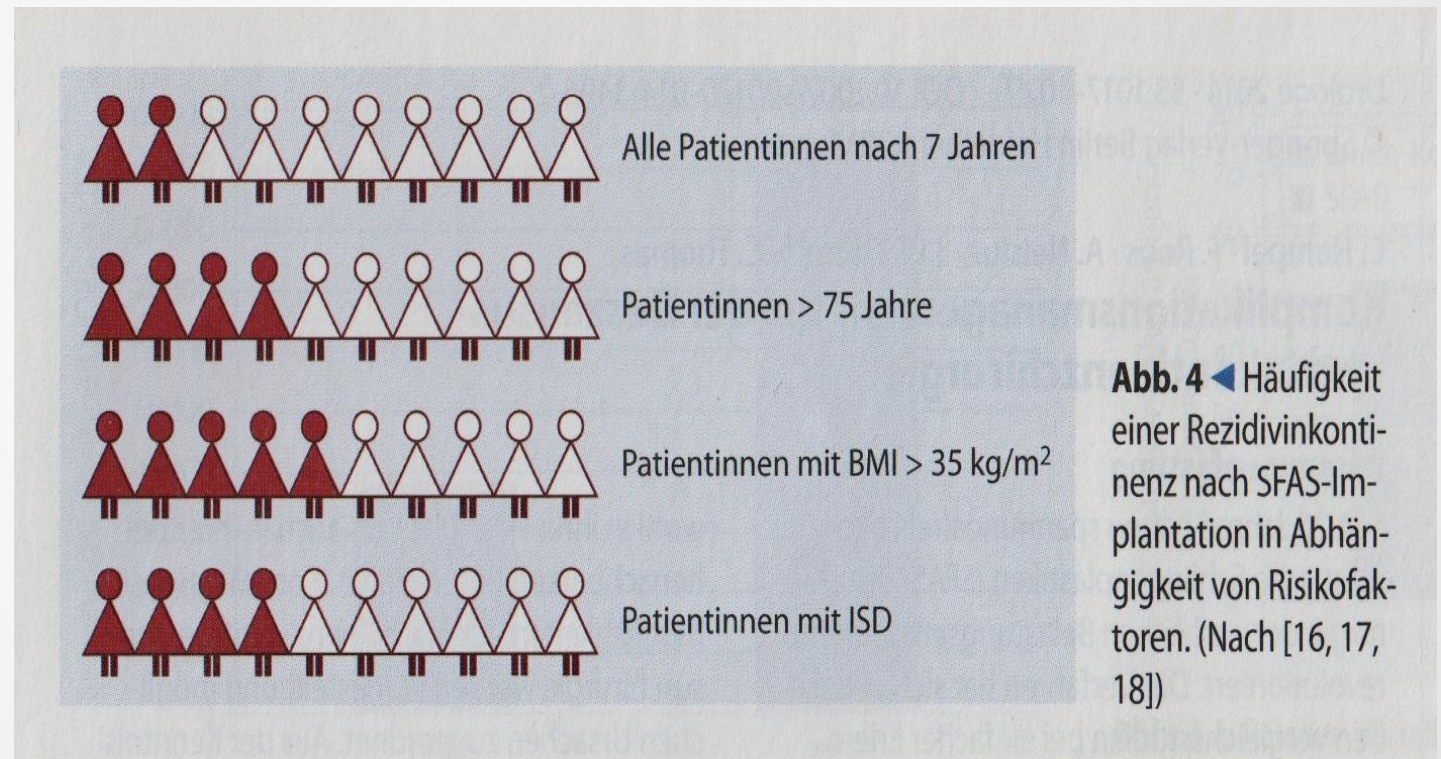 Alle Patientinnen nach 7 Jahren
Patientinnen > 75 Jahre
Patientinnen mit BMI > 35 kg/m²
Patientinnen mit ISD
Abb. 4 ◀ Häufigkeit
einer Rezidivinkonti-
nenz nach SFAS-Im-
plantation in Abhän-
gigkeit von Risikofak-
toren. (Nach [16, 17,
18])